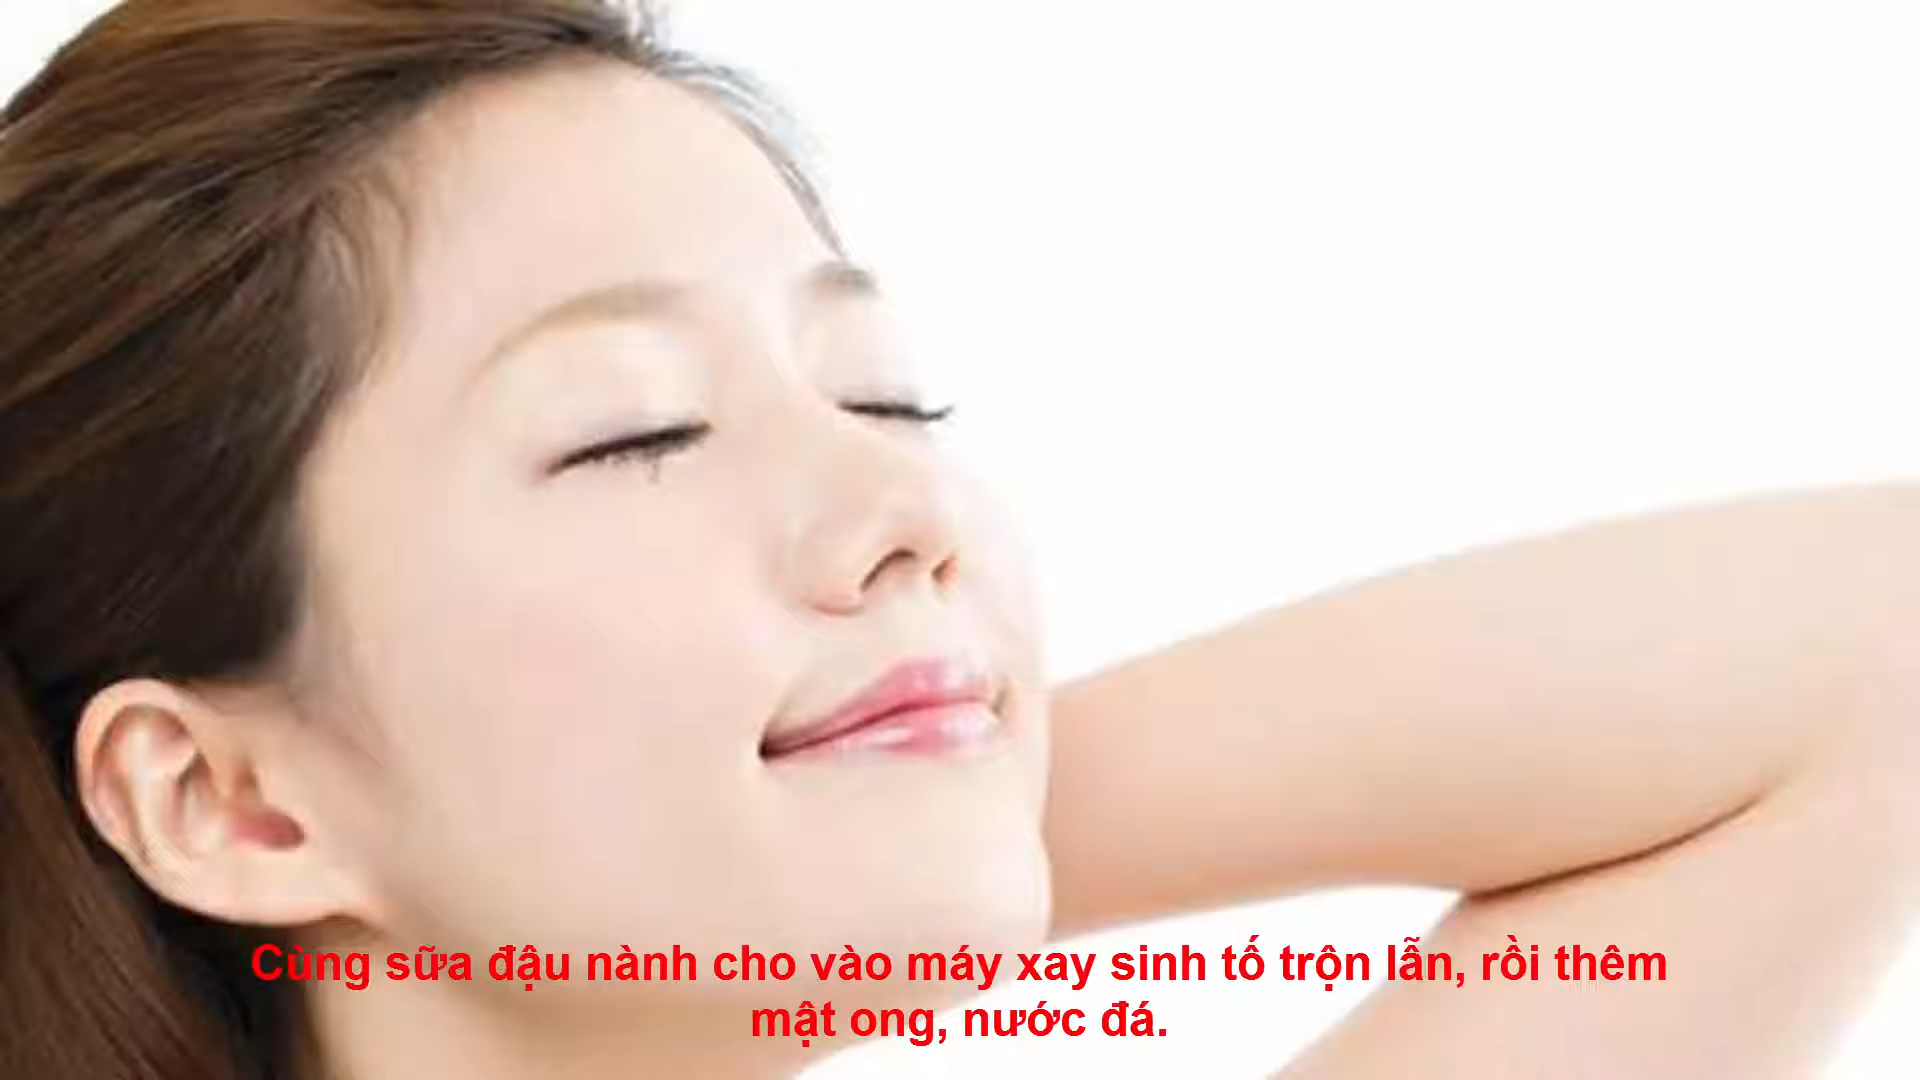 Cùng sữa đậu nành cho vào máy xay sinh tố trộn lẫn, rồi thêm
mật ong, nước đá.